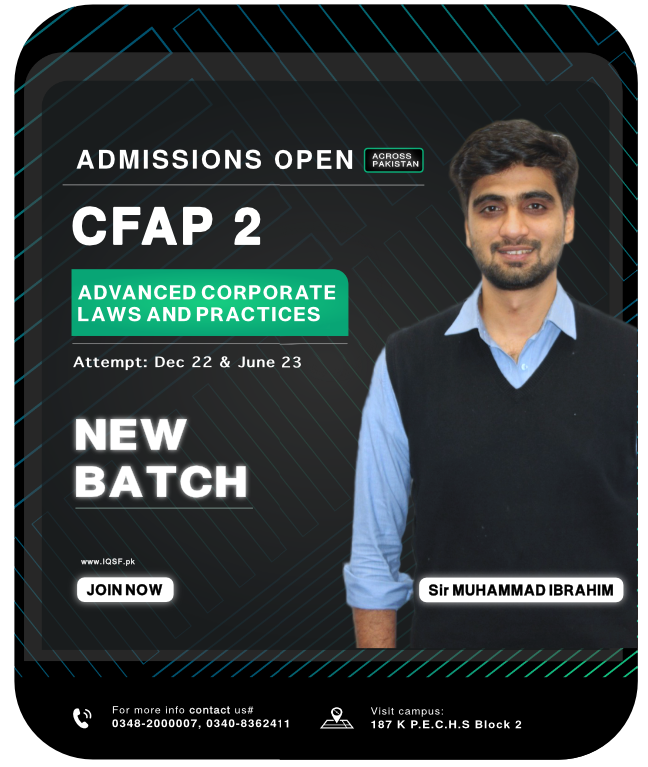 ADMISSIONS OPEN
ACROSS
PAKISTAN
CFAP 2
ADVANCED CORPORATE
LAWS AND PRACTICES
Attempt: Dec 22 & June 23
NEW
BATCH
www.IQSF.pk
JOIN NOW
Sir MUHAMMAD IBRAHIM
For more info contact us#
0348-2000007, 0340-8362411
Visit campus:
187 K P.E.C.H.S Block 2